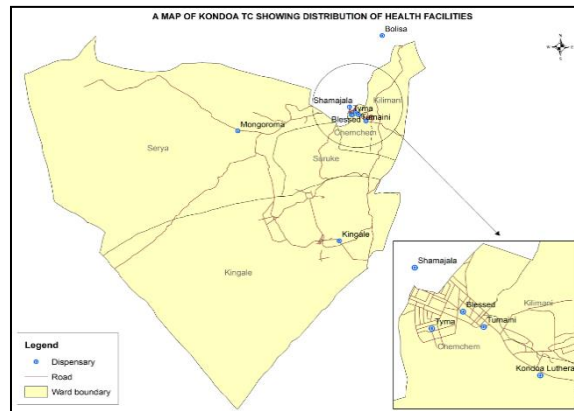 A MAP OF KONDOA TC SHOWING DISTRIBUTION OF HEALTH FACILITIES
Bolisa
Shamajala
Tyma
Kilimani
Mongoroma
Blessed
Tumaini
Chemchem
Serya
Suruke
Kingale
Kingale
Shamajala
Blessed
Kilimani
Tyma
Tumaini
Chemchem
Kondoa Luthera
Legend
Dispensary
Road
Ward boundary